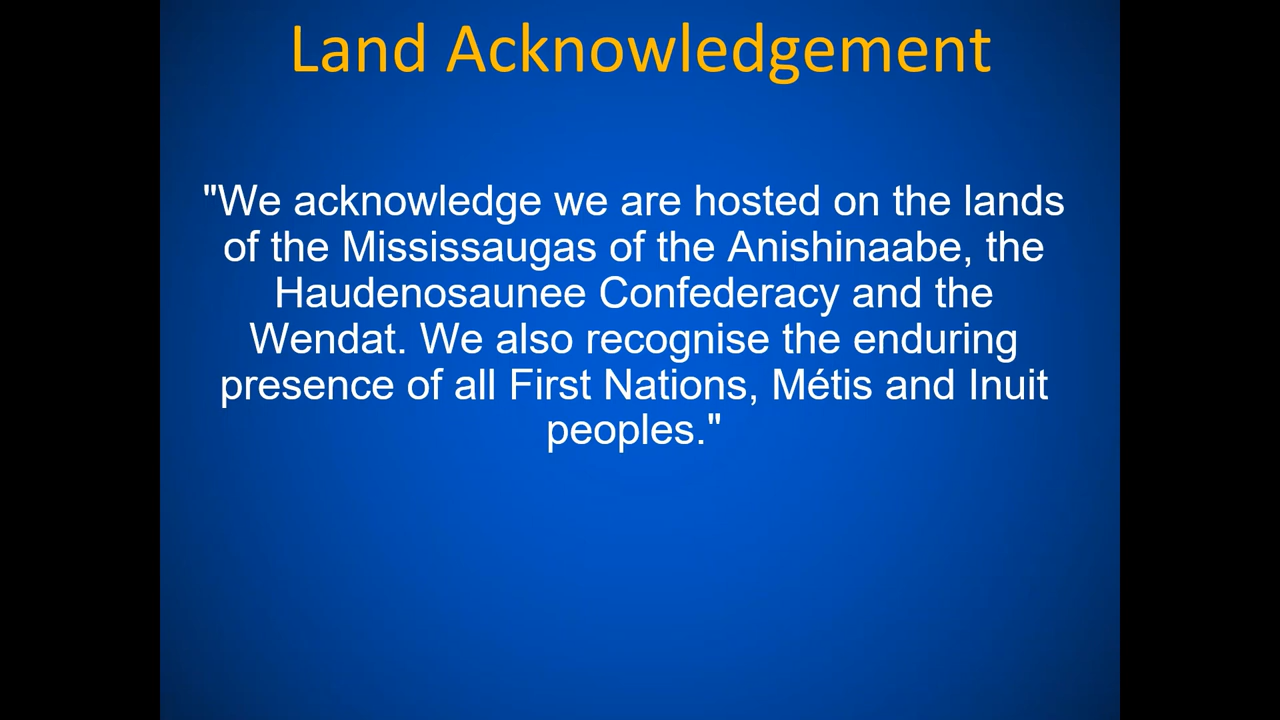 Land Acknowledgement
"We acknowledge we are hosted on the lands
of the Mississaugas of the Anishinaabe, the
Haudenosaunee Confederacy and the
Wendat. We also recognise the enduring
presence of all First Nations, Métis and Inuit
peoples."